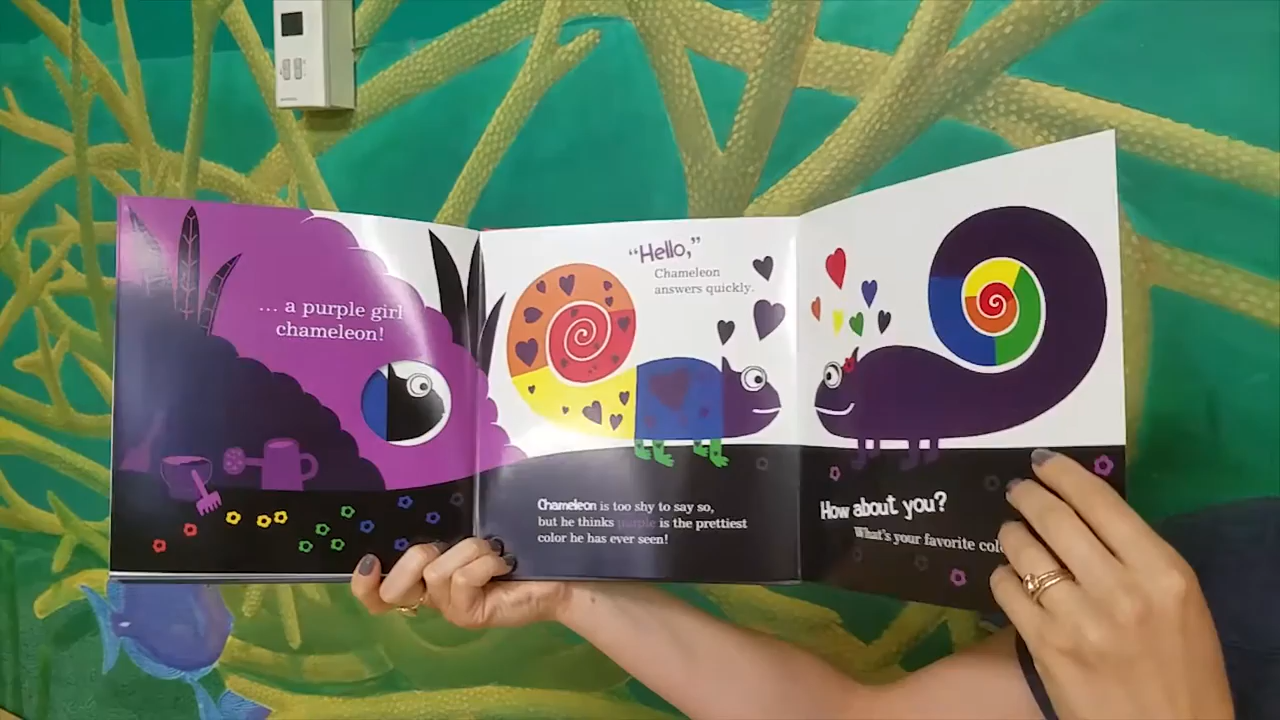 ... a purple girl
chameleon!
“Hello,”
Chameleon
answers quickly.
Chameleon is too shy to say so,
but he thinks purple is the prettiest
color he has ever seen!
How about you?
What's your favorite